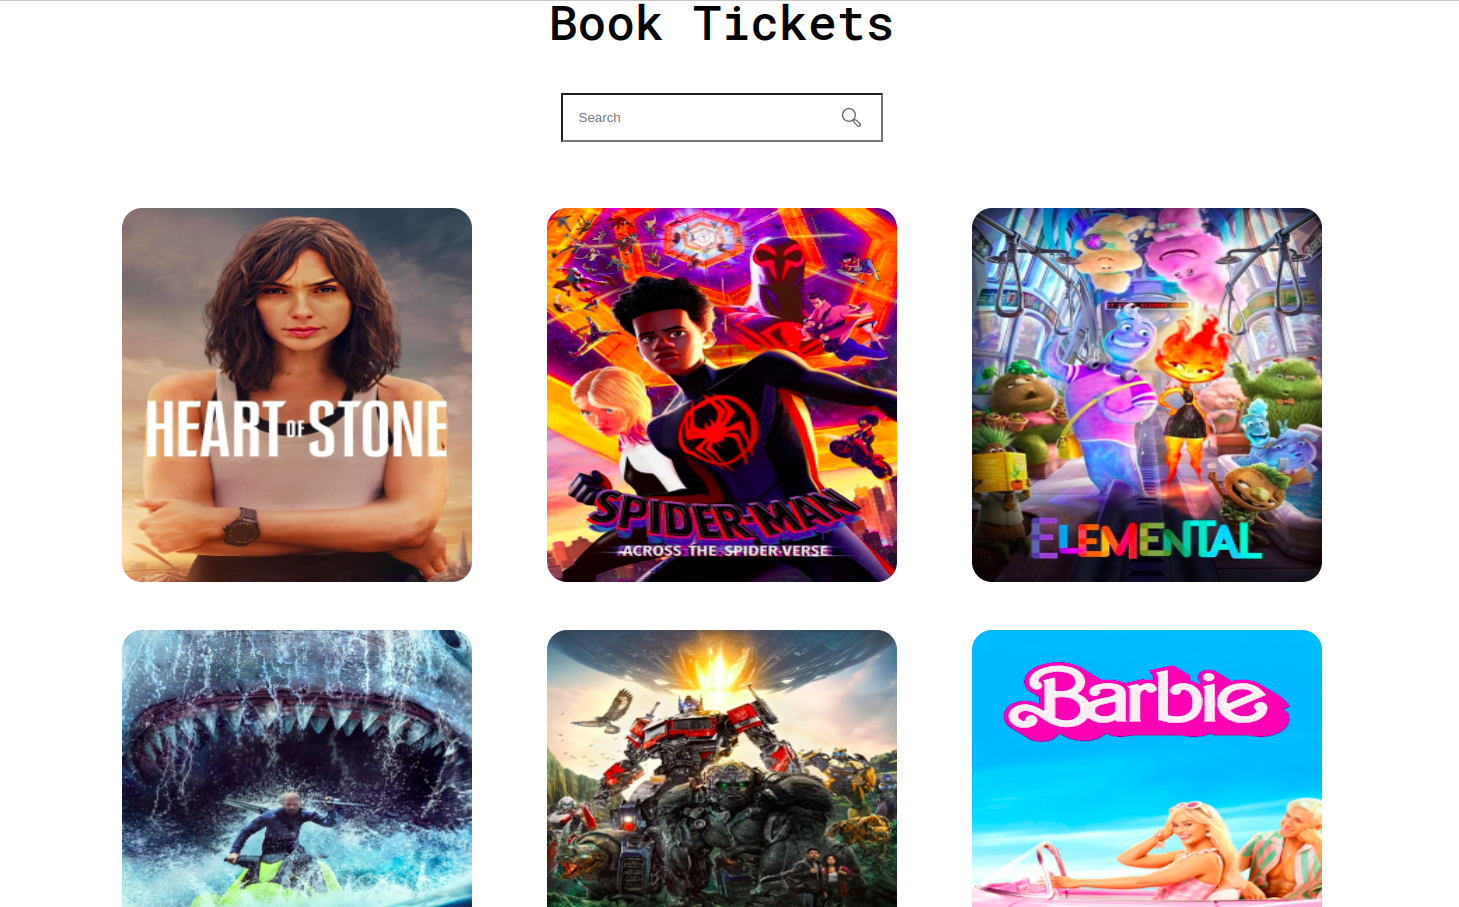 Book Tickets
Search
HEART OF STONE
SPIDER-MAN
ACROSS THE SPIDER-VERSE
ELEMENTAL
Barbie